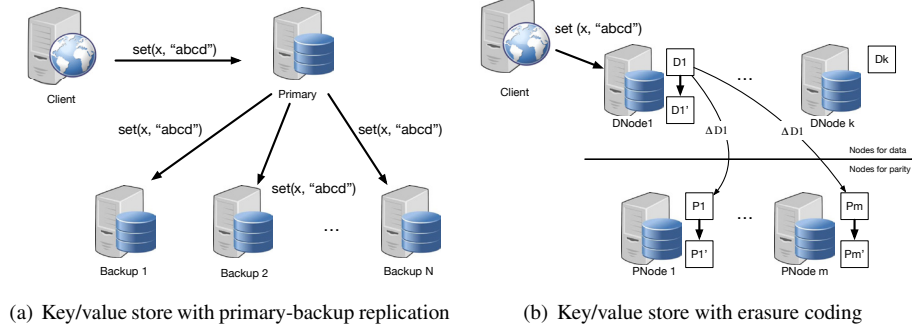 set(x, “abcd”)
Client
Primary
set(x, “abcd”)
set(x, “abcd”)
set(x, “abcd”)
...
Backup 1
Backup 2
Backup N
(a) Key/value store with primary-backup replication
set (x, “abcd”)
Client
D1
...
Dk
D1’
DNode1
DNode k
ΔD1
ΔD1
Nodes for data
Nodes for parity
P1
...
Pm
P1’
Pm’
PNode 1
PNode m
(b) Key/value store with erasure coding